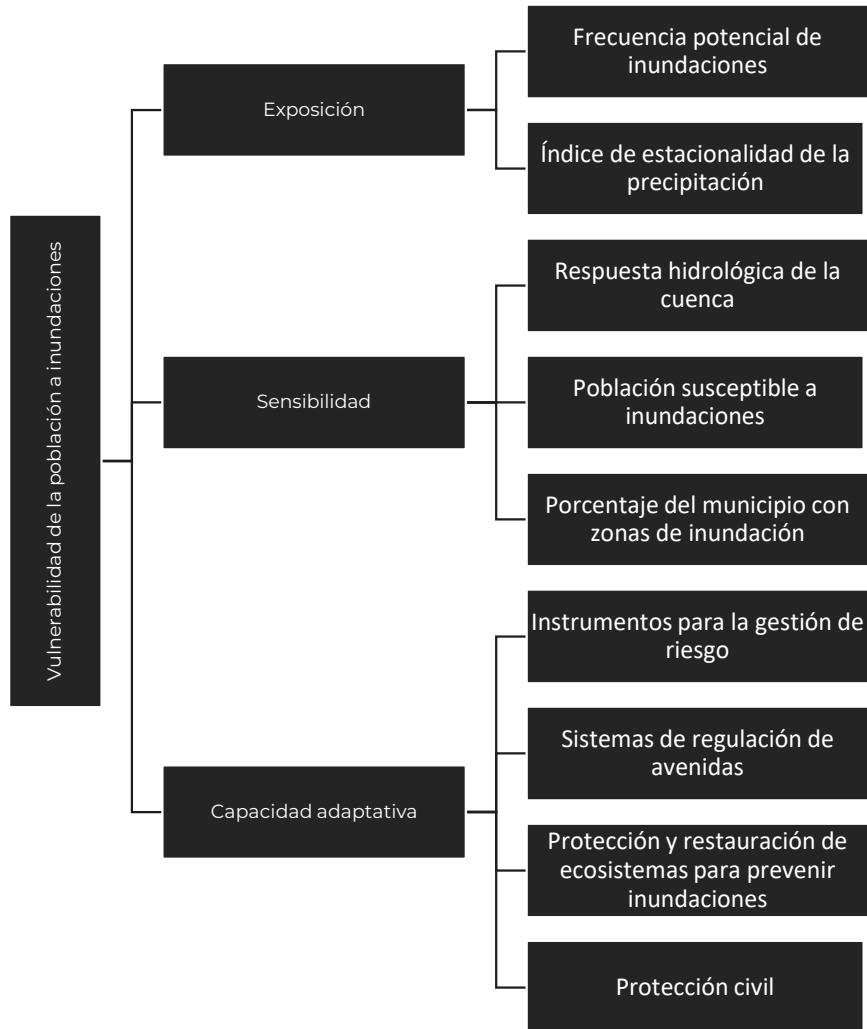 Vulnerabilidad de la población a inundaciones
Exposición
Frecuencia potencial de
inundaciones
Índice de estacionalidad de la
precipitación
Sensibilidad
Respuesta hidrológica de la
cuenca
Población susceptible a
inundaciones
Porcentaje del municipio con
zonas de inundación
Capacidad adaptativa
Instrumentos para la gestión de
riesgo
Sistemas de regulación de
avenidas
Protección y restauración de
ecosistemas para prevenir
inundaciones
Protección civil